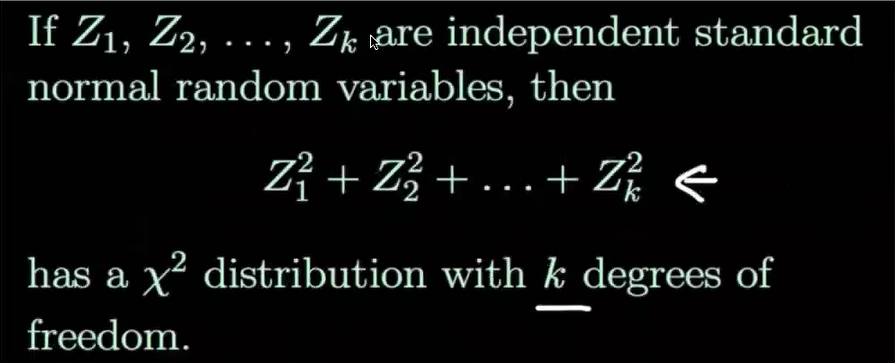 If Z₁, Z₂, ..., Zₖ are independent standard
normal random variables, then
Z₁² + Z₂² + ... + Zₖ²
has a χ² distribution with k degrees of
freedom.